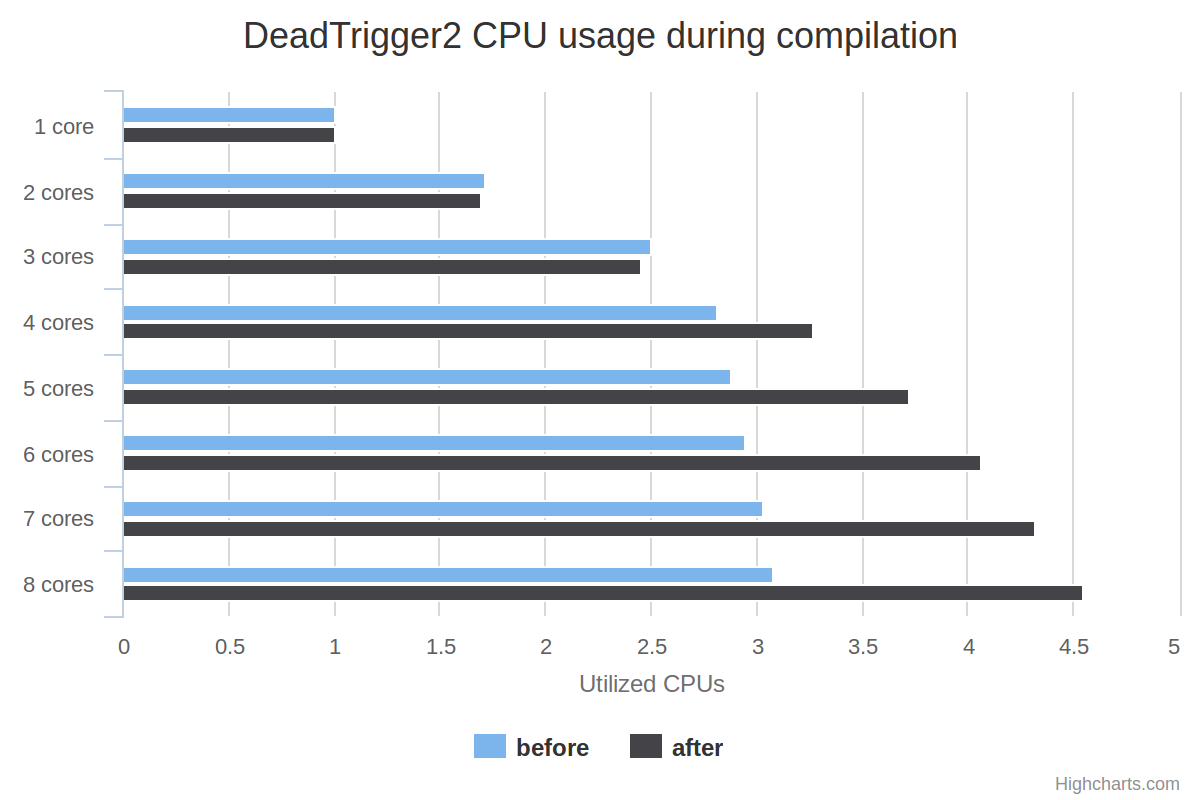 DeadTrigger2 CPU usage during compilation
1 core
2 cores
3 cores
4 cores
5 cores
6 cores
7 cores
8 cores
0 0.5 1 1.5 2 2.5 3 3.5 4 4.5 5
Utilized CPUs
before after
Highcharts.com